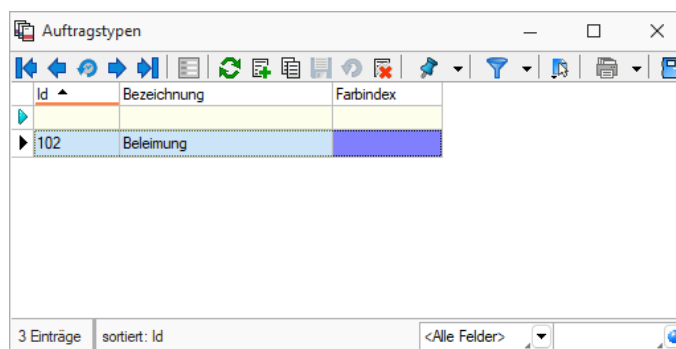 Auftragstypen
Id Bezeichnung Farbindex
102 Beleimung
3 Einträge sortiert: Id <Alle Felder>